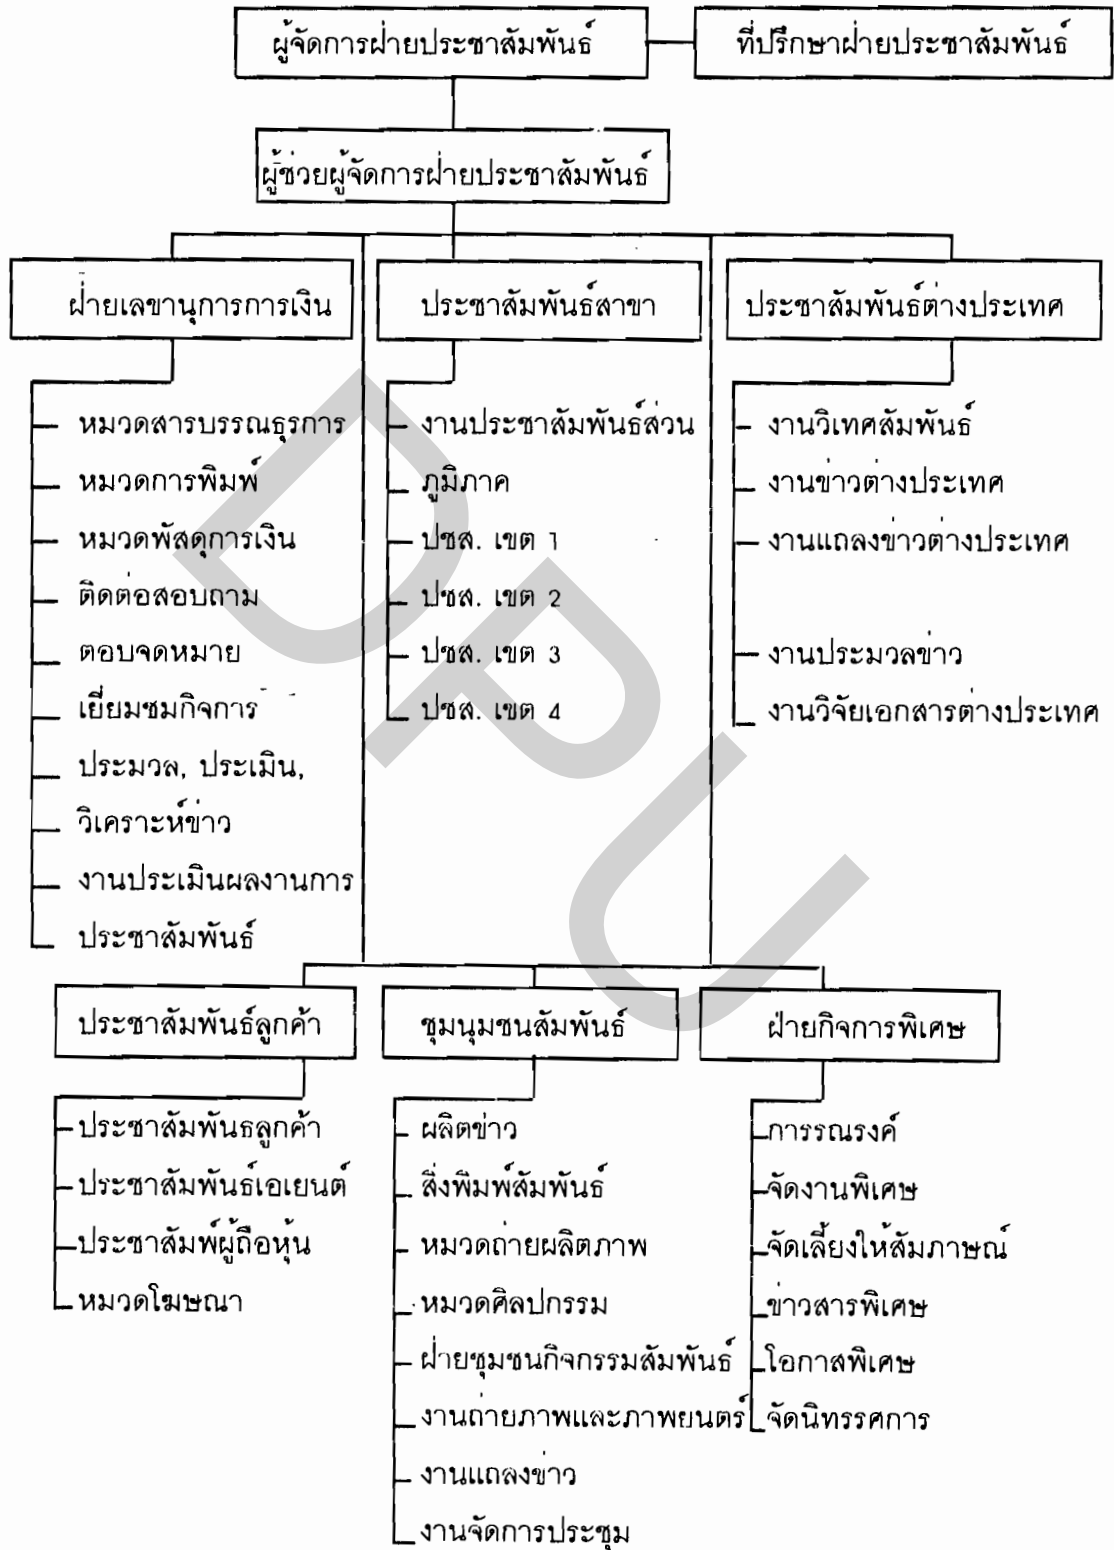 ผู้จัดการฝ่ายประชาสัมพันธ์
ที่ปรึกษาฝ่ายประชาสัมพันธ์
ผู้ช่วยผู้จัดการฝ่ายประชาสัมพันธ์
ฝ่ายเลขานุการการเงิน
หมวดสารบรรณธุรการ
หมวดการพิมพ์
หมวดพัสดุการเงิน
ติดต่อสอบถาม
ตอบจดหมาย
เยี่ยมชมกิจการ
ประมวล, ประเมิน,
วิเคราะห์ข่าว
งานประเมินผลงานการ
ประชาสัมพันธ์
ประชาสัมพันธ์สาขา
งานประชาสัมพันธ์ส่วน
ภูมิภาค
ปชส. เขต 1
ปชส. เขต 2
ปชส. เขต 3
ปชส. เขต 4
ประชาสัมพันธ์ต่างประเทศ
งานวิเทศสัมพันธ์
งานข่าวต่างประเทศ
งานแถลงข่าวต่างประเทศ
งานประมวลข่าว
งานวิจัยเอกสารต่างประเทศ
ประชาสัมพันธ์ลูกค้า
ประชาสัมพันธลูกค้า
ประชาสัมพันธ์เอเยนต์
ประชาสัมพ์ผู้ถือหุ้น
หมวดโฆษณา
ชุมนุมชนสัมพันธ์
ผลิตข่าว
สิ่งพิมพ์สัมพันธ์
หมวดถ่ายผลิตภาพ
หมวดศิลปกรรม
ฝ่ายชุมชนกิจกรรมสัมพันธ์
งานถ่ายภาพและภาพยนตร์
งานแถลงข่าว
งานจัดการประชุม
ฝ่ายกิจการพิเศษ
การรณรงค์
จัดงานพิเศษ
จัดเลี้ยงให้สัมภาษณ์
ข่าวสารพิเศษ
โอกาสพิเศษ
จัดนิทรรศการ
DPU